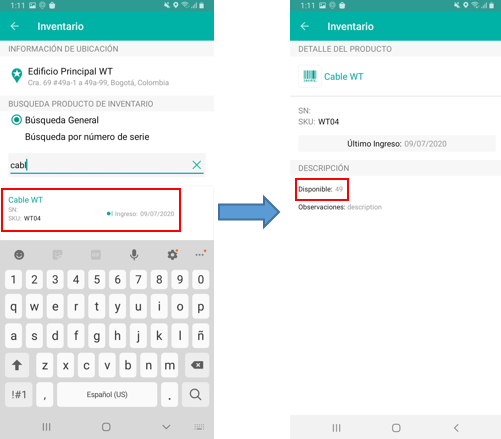 1:11
Inventario
INFORMACIÓN DE UBICACIÓN
Edificio Principal WT
Cra. 69 #49a-1 a 49a-99, Bogotá, Colombia
BUSQUEDA PRODUCTO DE INVENTARIO
Búsqueda General
Búsqueda por número de serie
cabl
Cable WT
SN:
SKU: WT04
Ingreso: 09/07/2020
1 2 3 4 5 6 7 8 9 0
q w e r t y u i o p
a s d f g h j k l ñ
z x c v b n m
!#1 , Español (US) .
1:11
Inventario
DETALLE DEL PRODUCTO
Cable WT
SN:
SKU: WT04
Último Ingreso: 09/07/2020
DESCRIPCIÓN
Disponible: 49
Observaciones: description